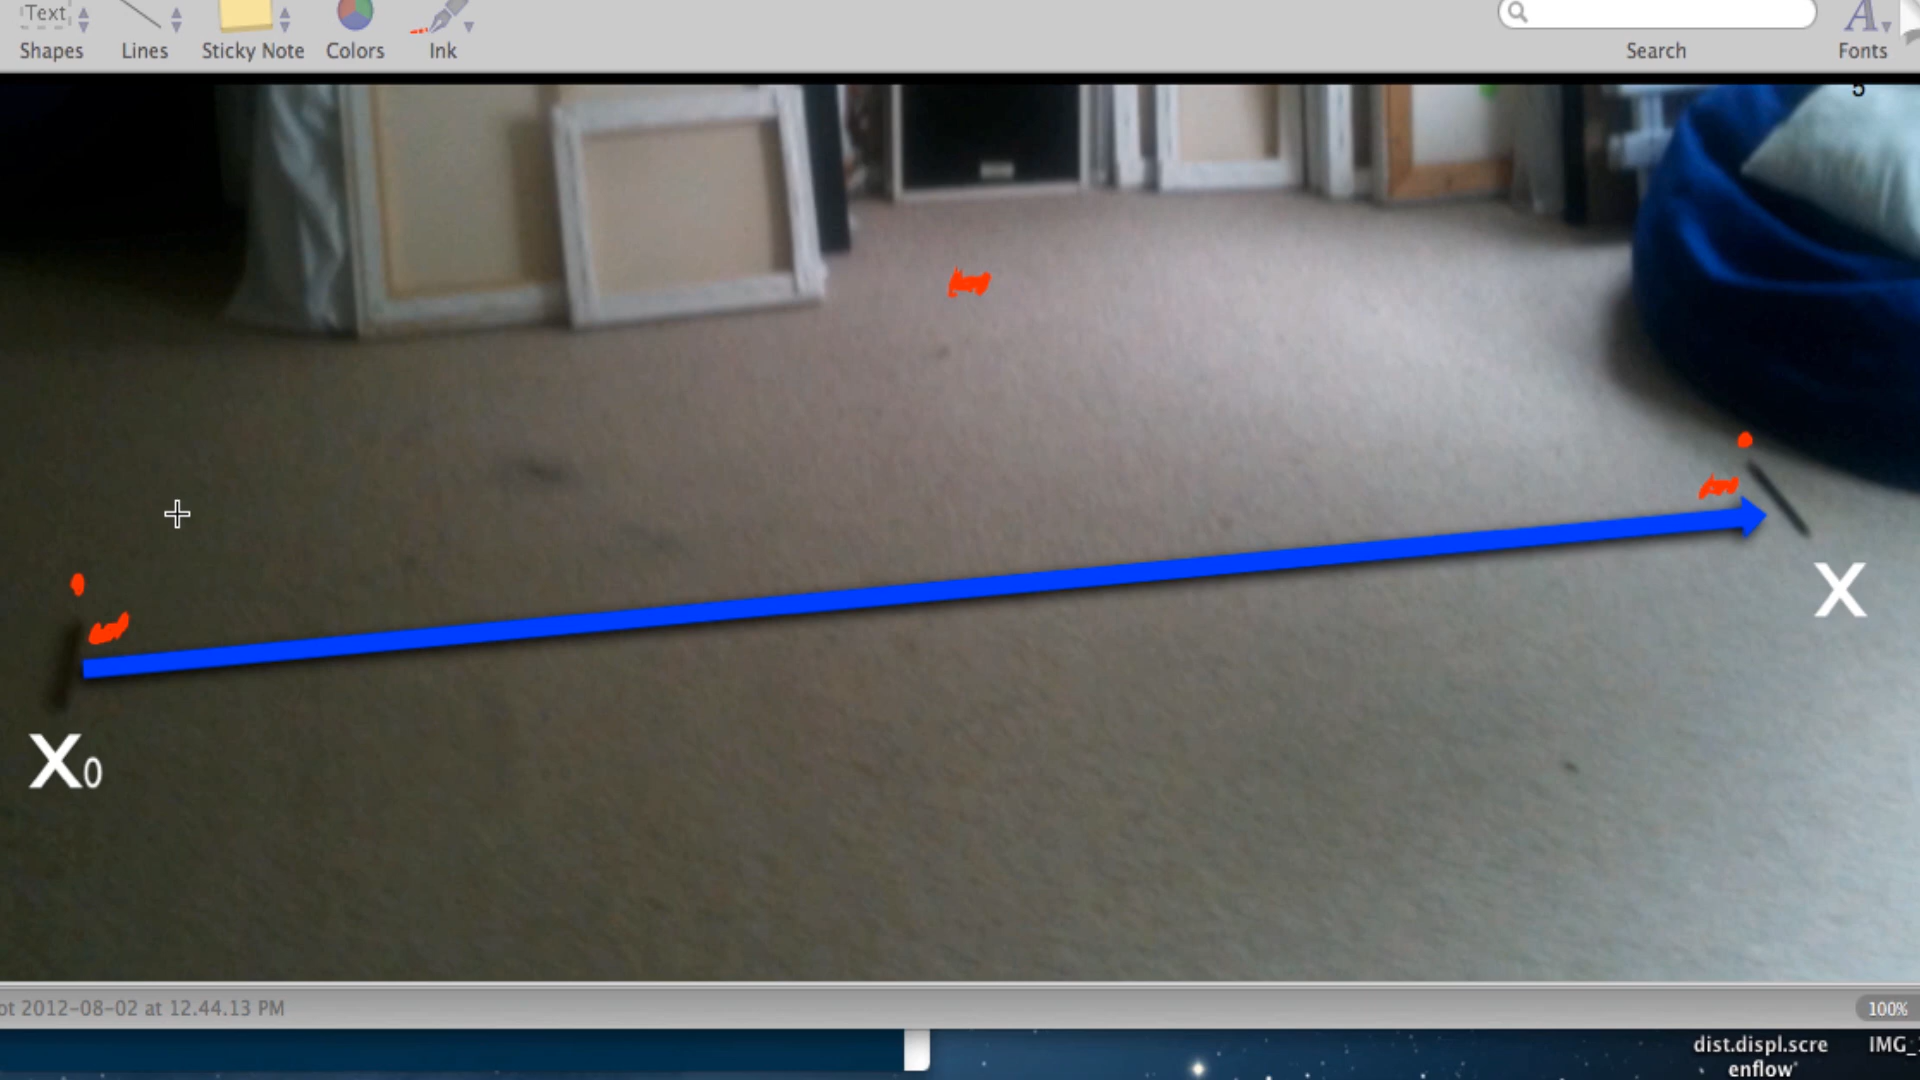 Text
Shapes Lines Sticky Note Colors Ink Search Fonts
5
X
X0
ot 2012-08-02 at 12.44.13 PM
100%
dist.displ.scre
enflow
IMG_